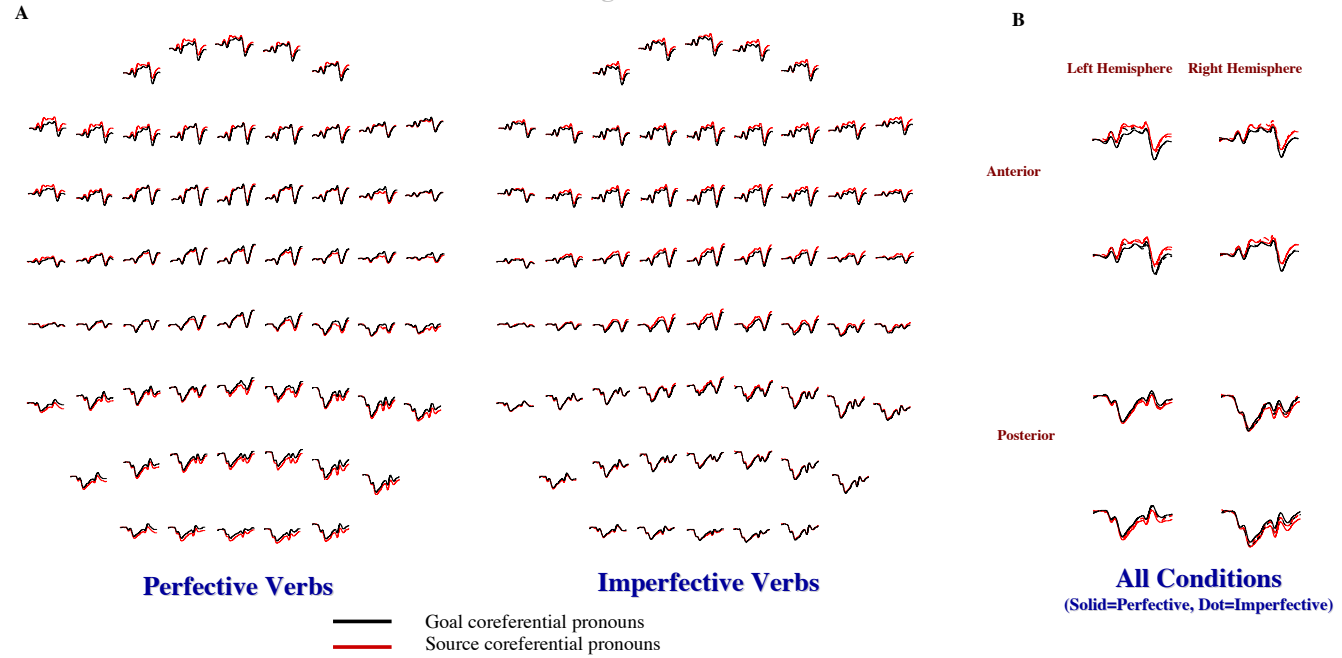 A
B
Left Hemisphere Right Hemisphere
Anterior
Posterior
Perfective Verbs
Imperfective Verbs
All Conditions
(Solid=Perfective, Dot=Imperfective)
Goal coreferential pronouns
Source coreferential pronouns